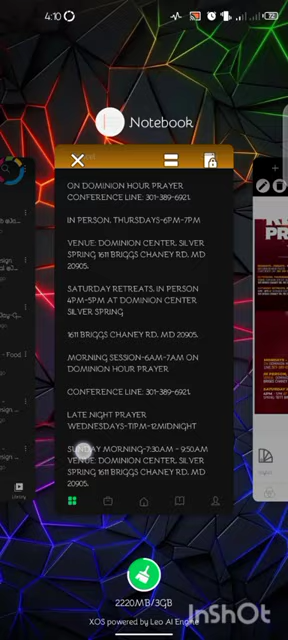 4:10
Notebook
ON DOMINION HOUR PRAYER
CONFERENCE LINE: 301-389-6921.
IN PERSON, THURSDAYS-6PM-7PM
VENUE: DOMINION CENTER, SILVER
SPRING 1611 BRIGGS CHANEY RD, MD
20905.
SATURDAY RETREATS, IN PERSON
4PM-5PM AT DOMINION CENTER
SILVER SPRING
1611 BRIGGS CHANEY RD, MD 20905.
MORNING SESSION-6AM-7AM ON
DOMINION HOUR PRAYER
CONFERENCE LINE: 301-389-6921.
LATE NIGHT PRAYER
WEDNESDAYS-11PM-12MIDNIGHT
SUNDAY MORNING-7:30AM - 9:50AM
VENUE: DOMINION CENTER, SILVER
SPRING 1611 BRIGGS CHANEY RD, MD
20905.
Library
2220MB/3GB
XOS powered by Leo AI Engine
InShot